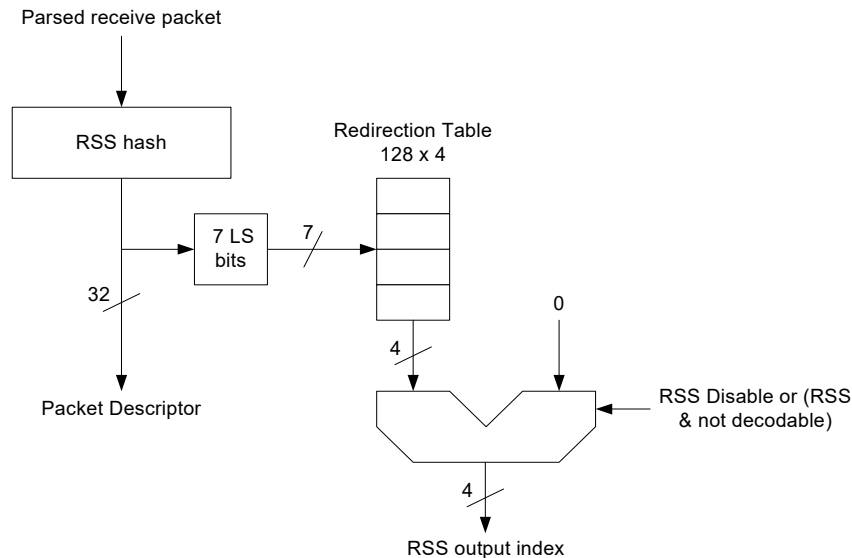 Parsed receive packet
RSS hash
Redirection Table
128 x 4
7 LS
bits
7
32
0
4
Packet Descriptor
RSS Disable or (RSS
& not decodable)
4
RSS output index